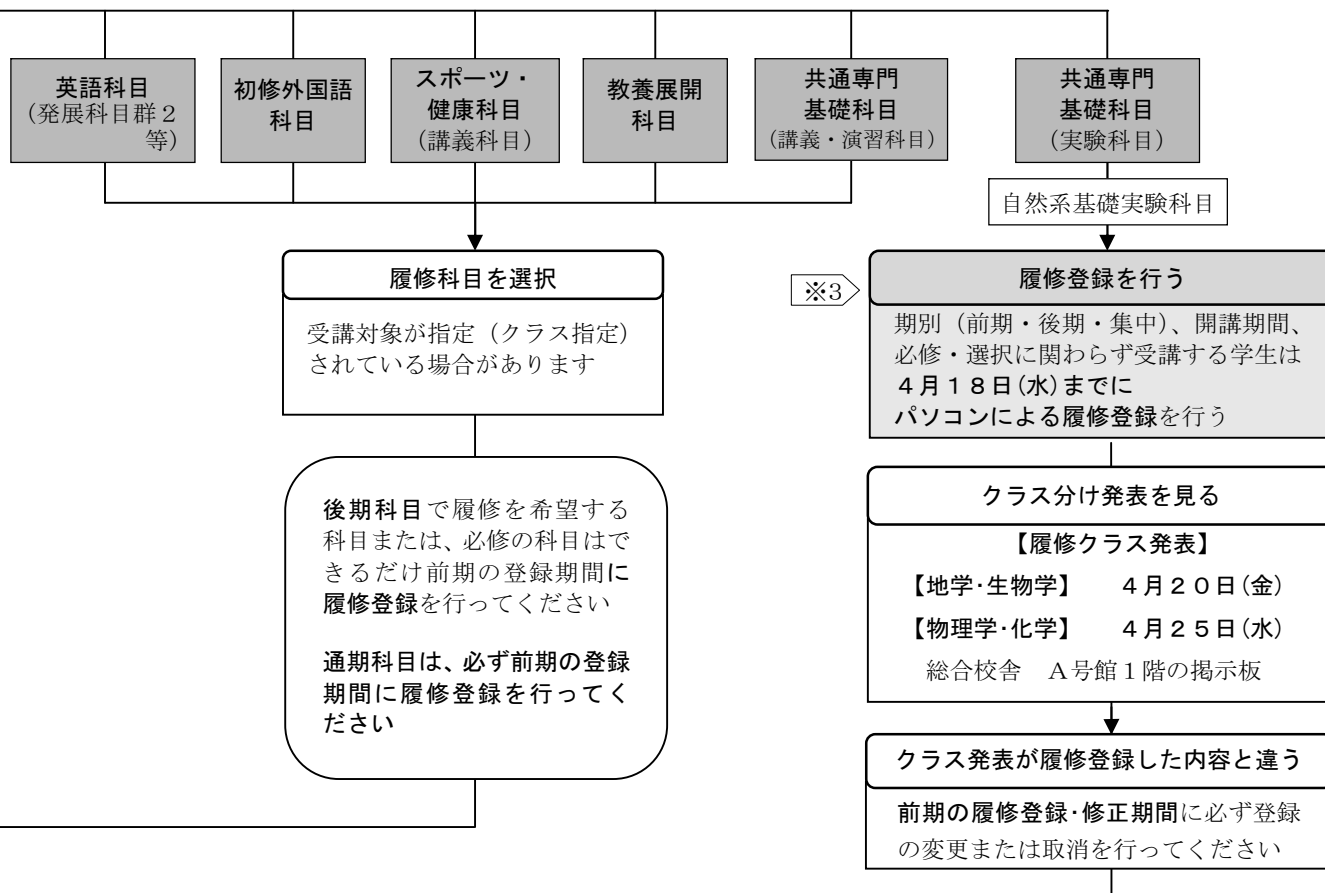 英語科目
(発展科目群2
等)
初修外国語
科目
スポーツ・
健康科目
(講義科目)
教養展開
科目
共通専門
基礎科目
(講義・演習科目)
共通専門
基礎科目
(実験科目)
自然系基礎実験科目
履修科目を選択
受講対象が指定(クラス指定)
されている場合があります
後期科目で履修を希望する
科目または、必修の科目はで
きるだけ前期の登録期間に
履修登録を行ってください
通期科目は、必ず前期の登録
期間に履修登録を行ってく
ださい
※3
履修登録を行う
期別(前期・後期・集中)、開講期間、
必修・選択に関わらず受講する学生は
4月18日(水)までに
パソコンによる履修登録を行う
クラス分け発表を見る
【履修クラス発表】
【地学・生物学】 4月20日(金)
【物理学・化学】 4月25日(水)
総合校舎 A号館1階の掲示板
クラス発表が履修登録した内容と違う
前期の履修登録・修正期間に必ず登録
の変更または取消を行ってください